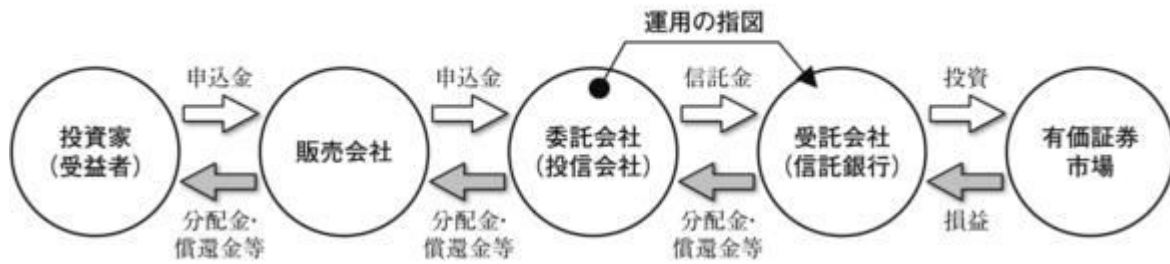 運用の指図
申込金
申込金
信託金
投資
投資家
(受益者)
販売会社
委託会社
(投信会社)
受託会社
(信託銀行)
有価証券
市場
分配金・
償還金等
分配金・
償還金等
分配金・
償還金等
損益